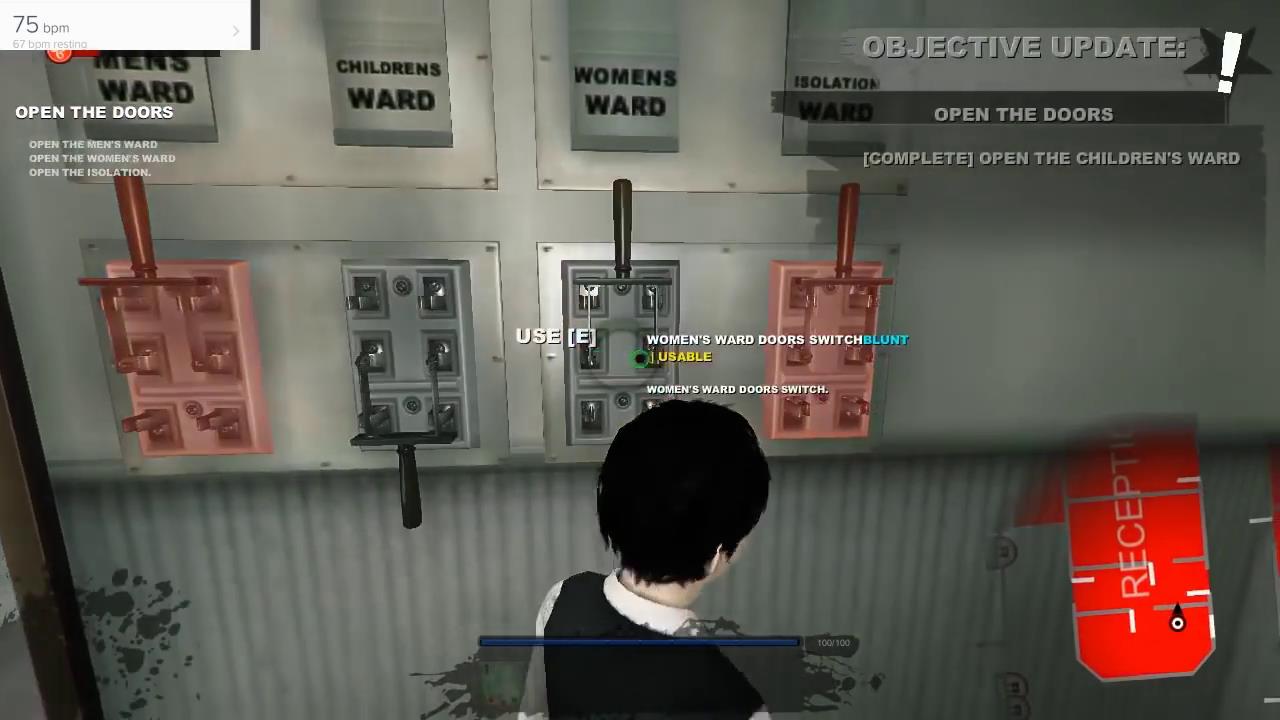 75 bpm
67 bpm resting
MENS
WARD
CHILDRENS
WARD
WOMENS
WARD
ISOLATION
WARD
OBJECTIVE UPDATE:
OPEN THE DOORS
[COMPLETE] OPEN THE CHILDREN'S WARD
OPEN THE DOORS
OPEN THE MEN'S WARD
OPEN THE WOMEN'S WARD
OPEN THE ISOLATION.
USE [E]
WOMEN'S WARD DOORS SWITCHBLUNT
| USABLE
WOMEN'S WARD DOORS SWITCH.
100/100